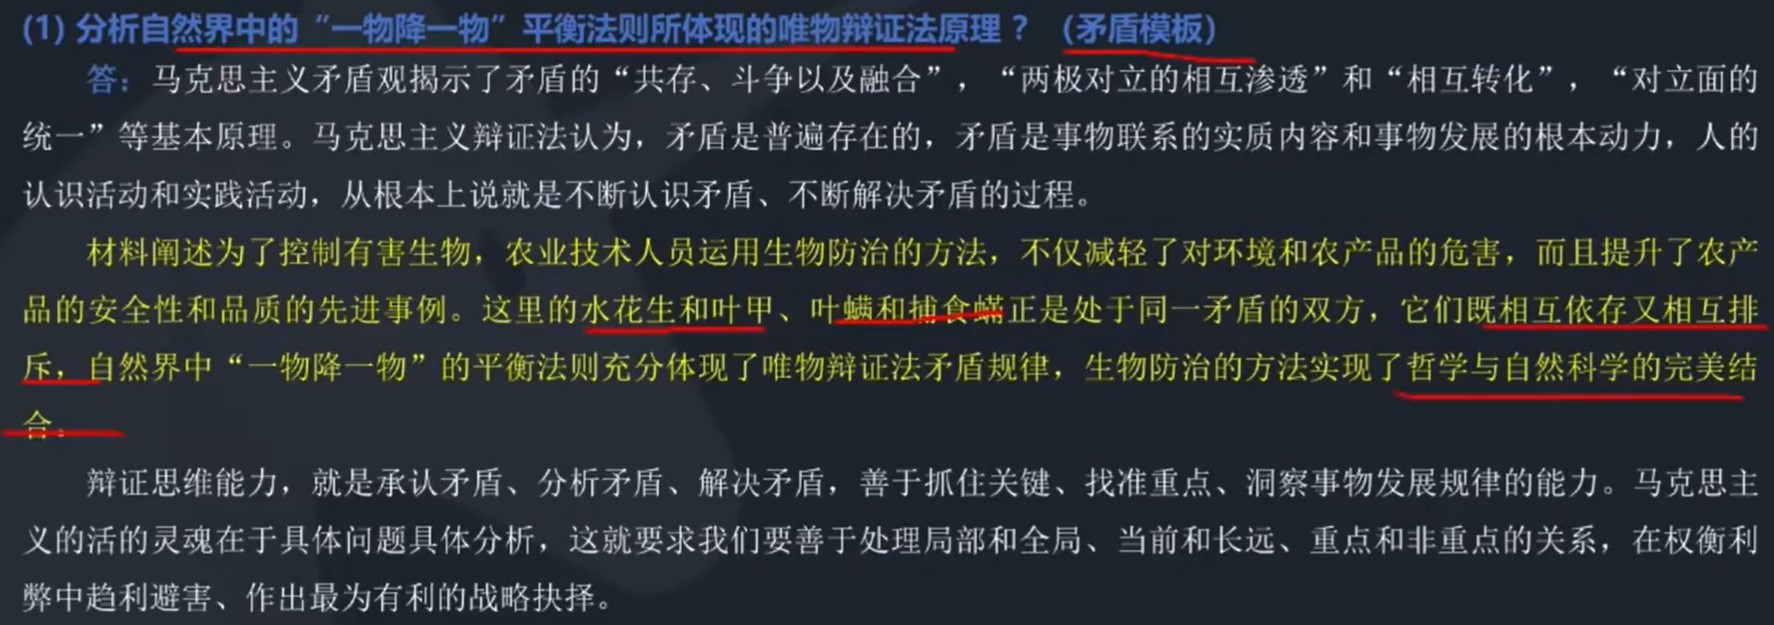 (1) 分析自然界中的“一物降一物”平衡法则所体现的唯物辩证法原理？（矛盾模板）
答：马克思主义矛盾观揭示了矛盾的“共存、斗争以及融合”，“两极对立的相互渗透”和“相互转化”，“对立面的
统一”等基本原理。马克思主义辩证法认为，矛盾是普遍存在的，矛盾是事物联系的实质内容和事物发展的根本动力，人的
认识活动和实践活动，从根本上说就是不断认识矛盾、不断解决矛盾的过程。
材料阐述为了控制有害生物，农业技术人员运用生物防治的方法，不仅减轻了对环境和农产品的危害，而且提升了农产
品的安全性和品质的先进事例。这里的水花生和叶甲、叶螨和捕食螨正是处于同一矛盾的双方，它们既相互依存又相互排
斥，自然界中“一物降一物”的平衡法则充分体现了唯物辩证法矛盾规律，生物防治的方法实现了哲学与自然科学的完美结
合。
辩证思维能力，就是承认矛盾、分析矛盾、解决矛盾，善于抓住关键、找准重点、洞察事物发展规律的能力。马克思主
义的活的灵魂在于具体问题具体分析，这就要求我们要善于处理局部和全局、当前和长远、重点和非重点的关系，在权衡利
弊中趋利避害、作出最为有利的战略抉择。